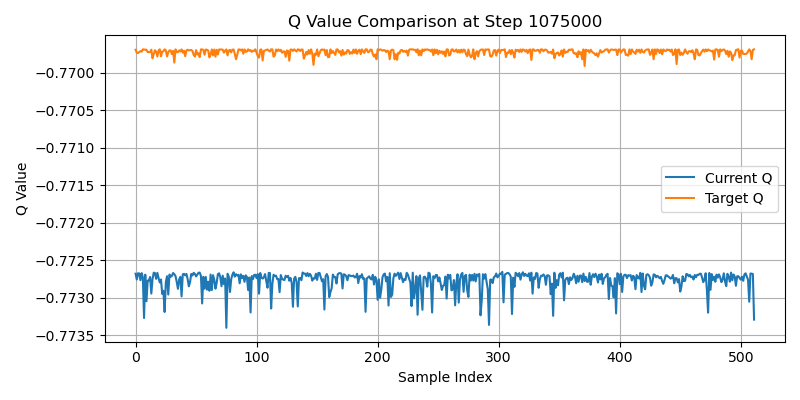 Q Value Comparison at Step 1075000
Q Value
−0.7700
−0.7705
−0.7710
−0.7715
−0.7720
−0.7725
−0.7730
−0.7735
Current Q
Target Q
0
100
200
300
400
500
Sample Index